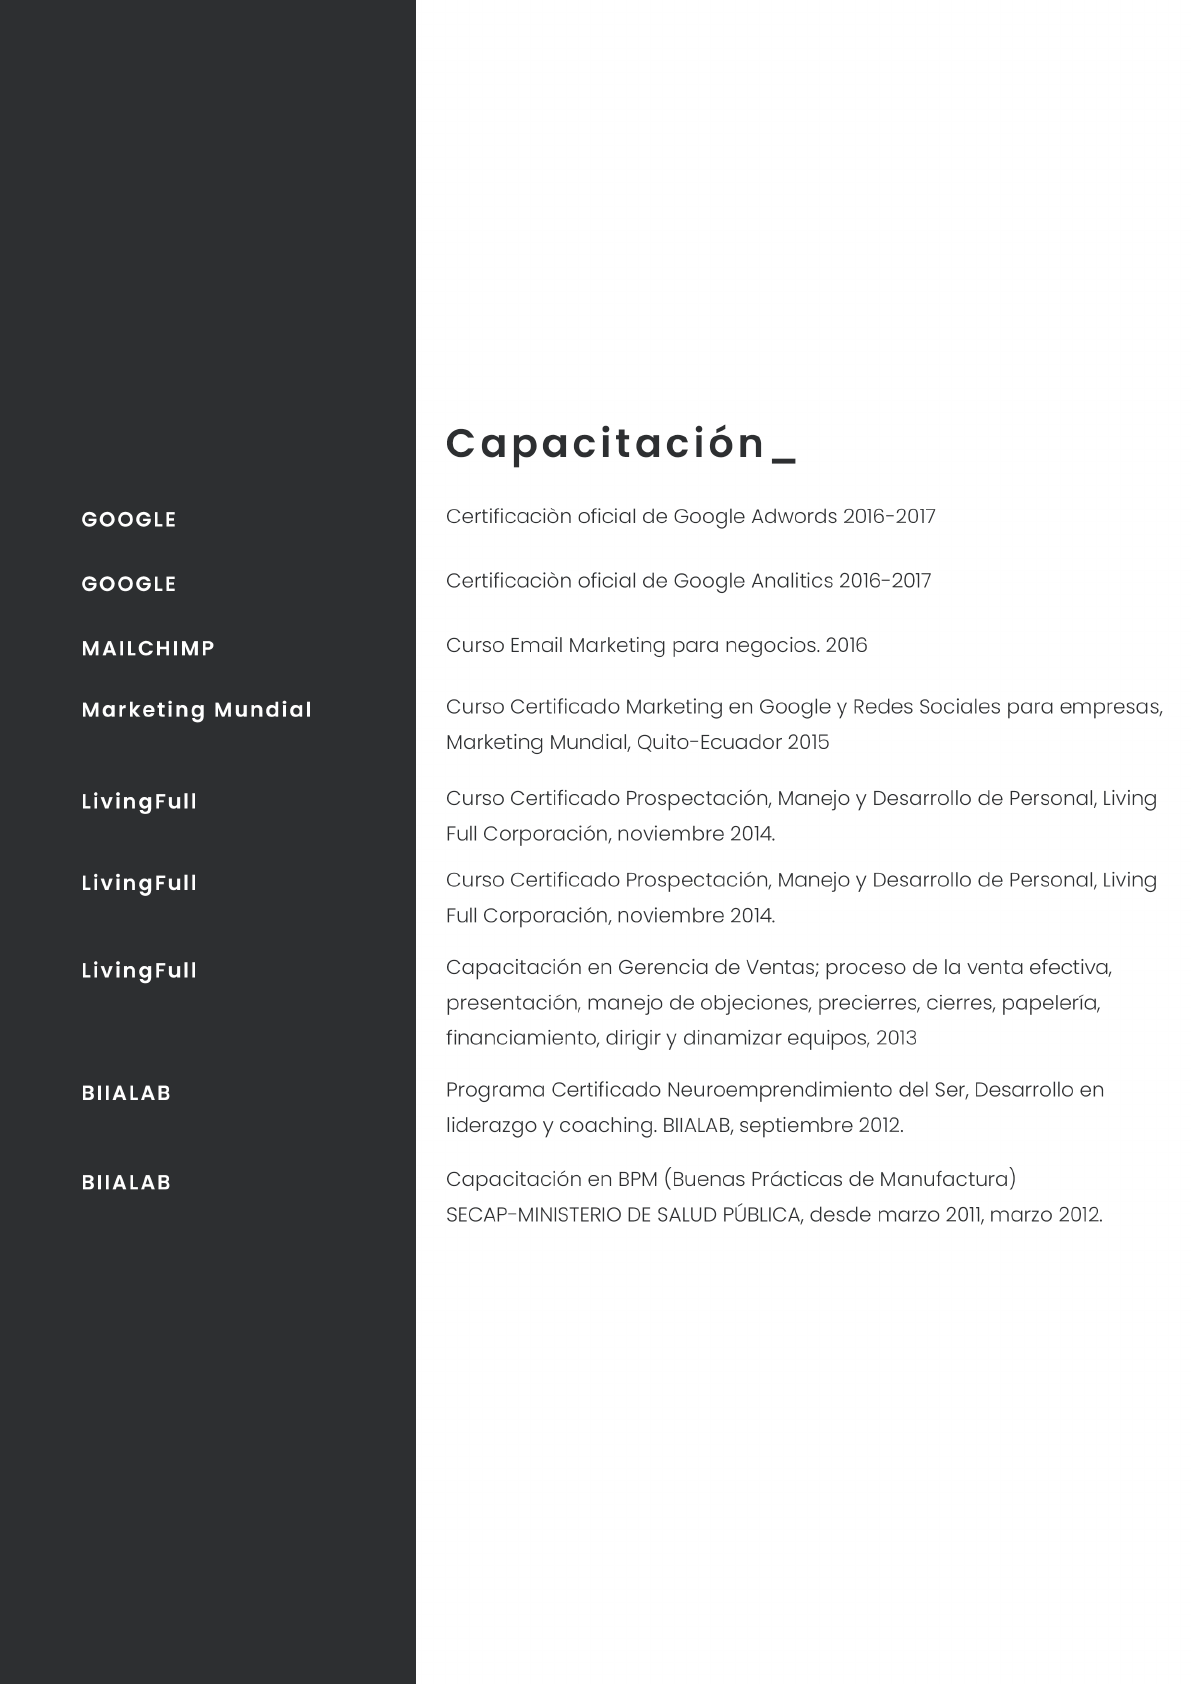 Capacitación_
GOOGLE
Certificaciòn oficial de Google Adwords 2016-2017
GOOGLE
Certificaciòn oficial de Google Analitics 2016-2017
MAILCHIMP
Curso Email Marketing para negocios. 2016
Marketing Mundial
Curso Certificado Marketing en Google y Redes Sociales para empresas,
Marketing Mundial, Quito-Ecuador 2015
LivingFull
Curso Certificado Prospectación, Manejo y Desarrollo de Personal, Living
Full Corporación, noviembre 2014.
LivingFull
Curso Certificado Prospectación, Manejo y Desarrollo de Personal, Living
Full Corporación, noviembre 2014.
LivingFull
Capacitación en Gerencia de Ventas; proceso de la venta efectiva,
presentación, manejo de objeciones, precierres, cierres, papelería,
financiamiento, dirigir y dinamizar equipos, 2013
BIIALAB
Programa Certificado Neuroemprendimiento del Ser, Desarrollo en
liderazgo y coaching. BIIALAB, septiembre 2012.
BIIALAB
Capacitación en BPM (Buenas Prácticas de Manufactura)
SECAP-MINISTERIO DE SALUD PÚBLICA, desde marzo 2011, marzo 2012.